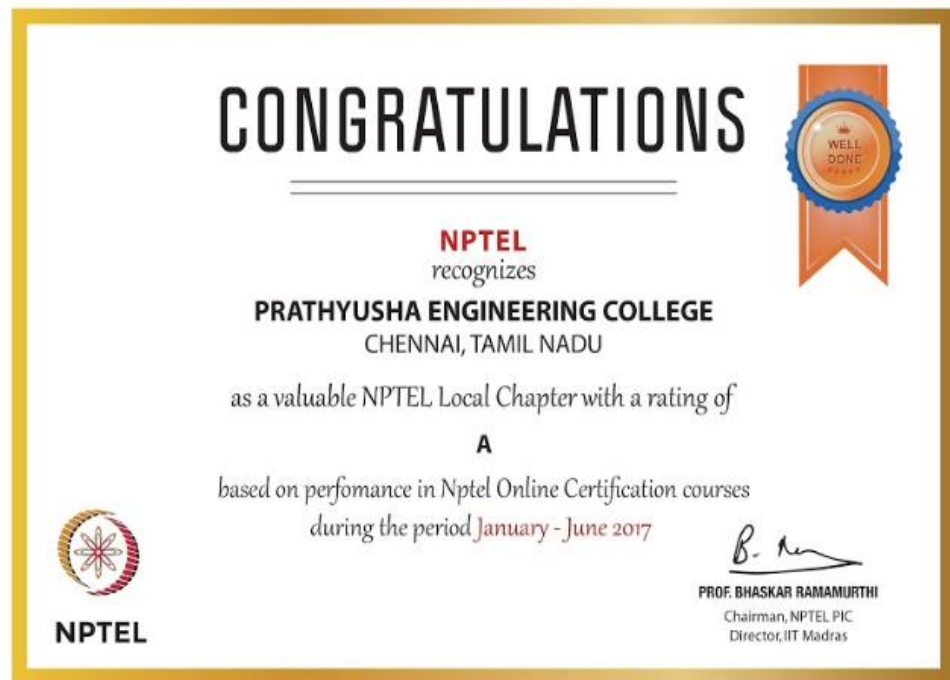 CONGRATULATIONS
WELL
DONE
NPTEL
recognizes
PRATHYUSHA ENGINEERING COLLEGE
CHENNAI, TAMIL NADU
as a valuable NPTEL Local Chapter with a rating of
A
based on perfomance in Nptel Online Certification courses
during the period January - June 2017
B. Ram
PROF. BHASKAR RAMAMURTHI
Chairman, NPTEL PIC
Director, IIT Madras
NPTEL